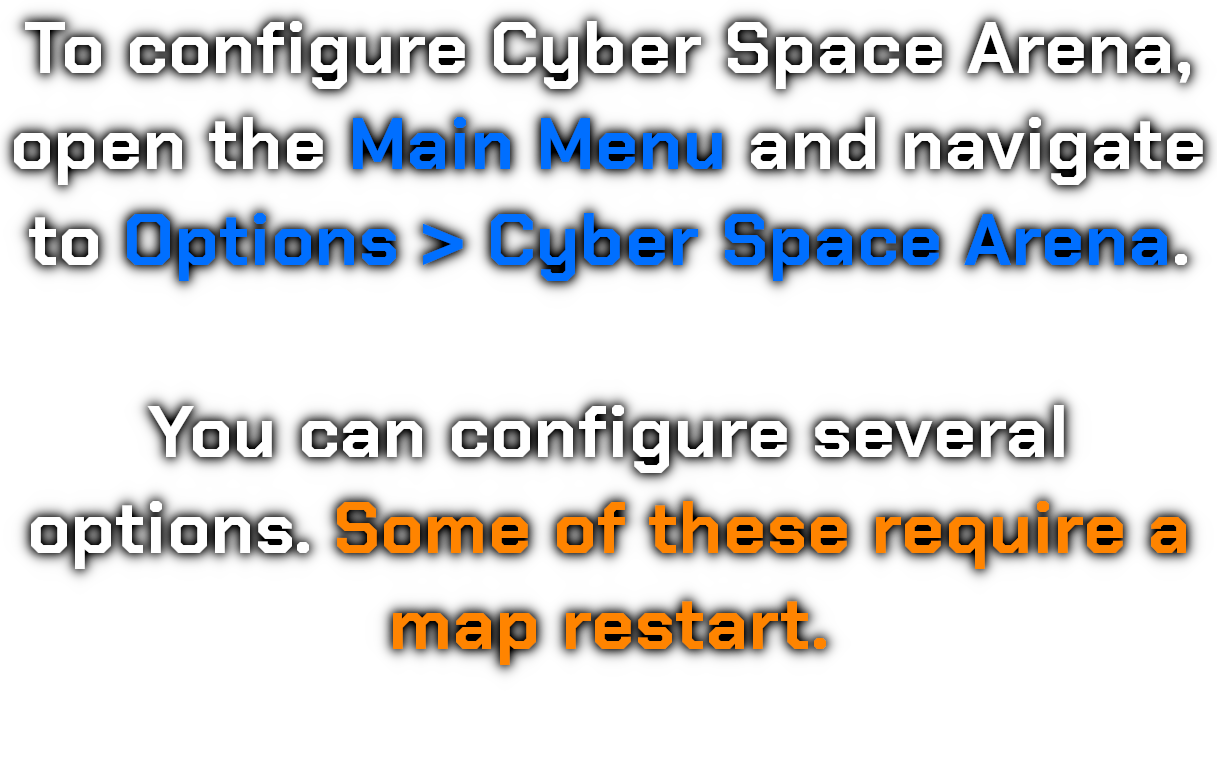 To configure Cyber Space Arena,
open the Main Menu and navigate
to Options > Cyber Space Arena.
You can configure several
options. Some of these require a
map restart.